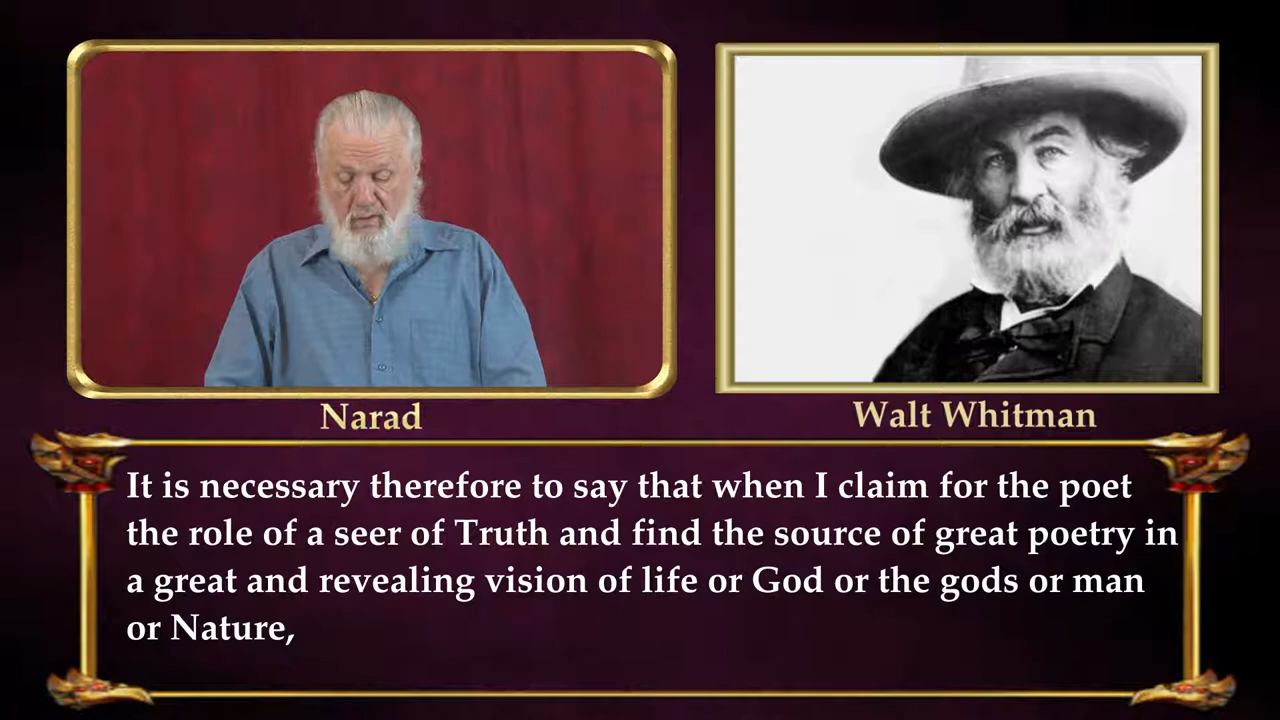 Narad
Walt Whitman
It is necessary therefore to say that when I claim for the poet
the role of a seer of Truth and find the source of great poetry in
a great and revealing vision of life or God or the gods or man
or Nature,